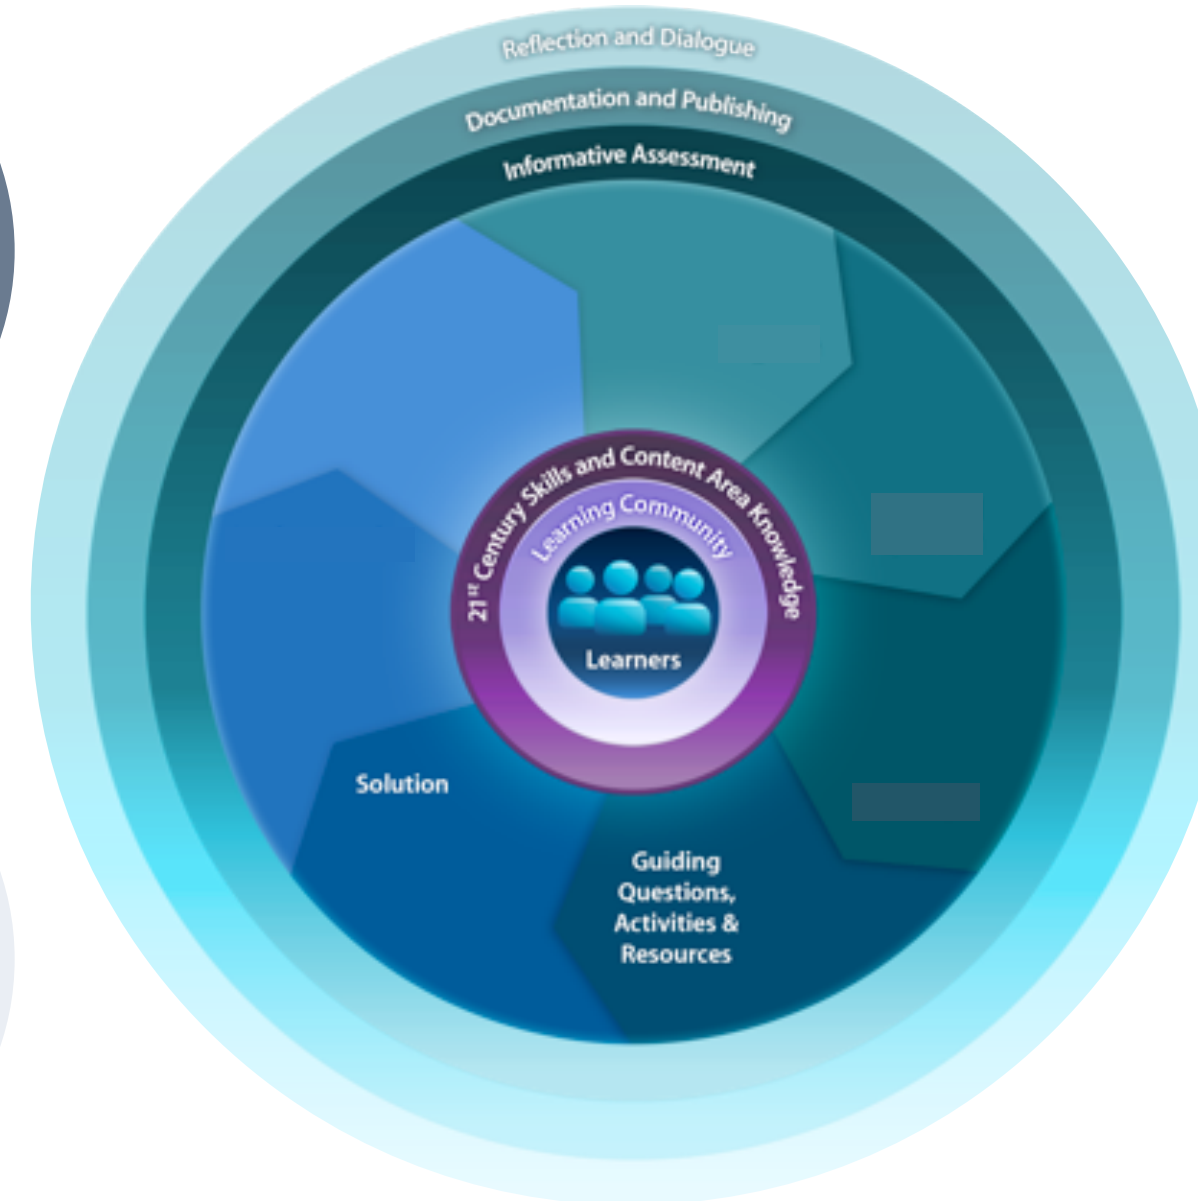 Reflection and Dialogue
Documentation and Publishing
Informative Assessment
21st Century Skills and Content Area Knowledge
Learning Community
Learners
Solution
Guiding
Questions,
Activities &
Resources